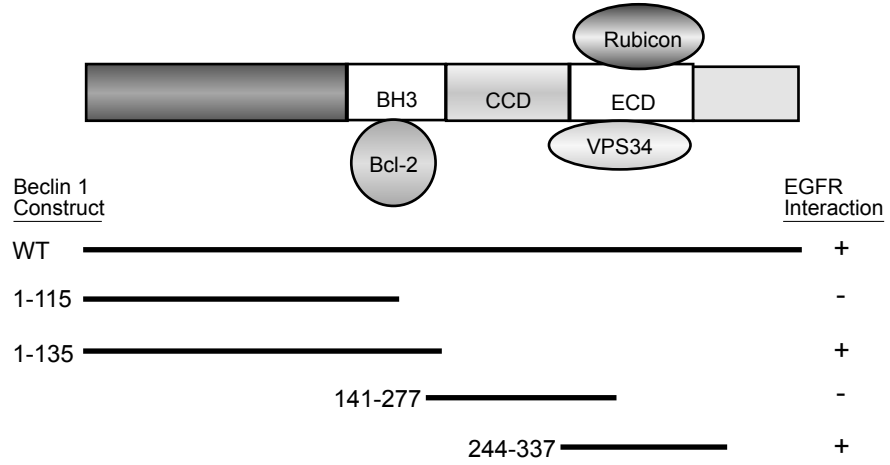 Rubicon
BH3
CCD
ECD
Bcl-2
VPS34
Beclin 1
Construct
EGFR
Interaction
WT +
1-115 -
1-135 +
141-277 -
244-337 +